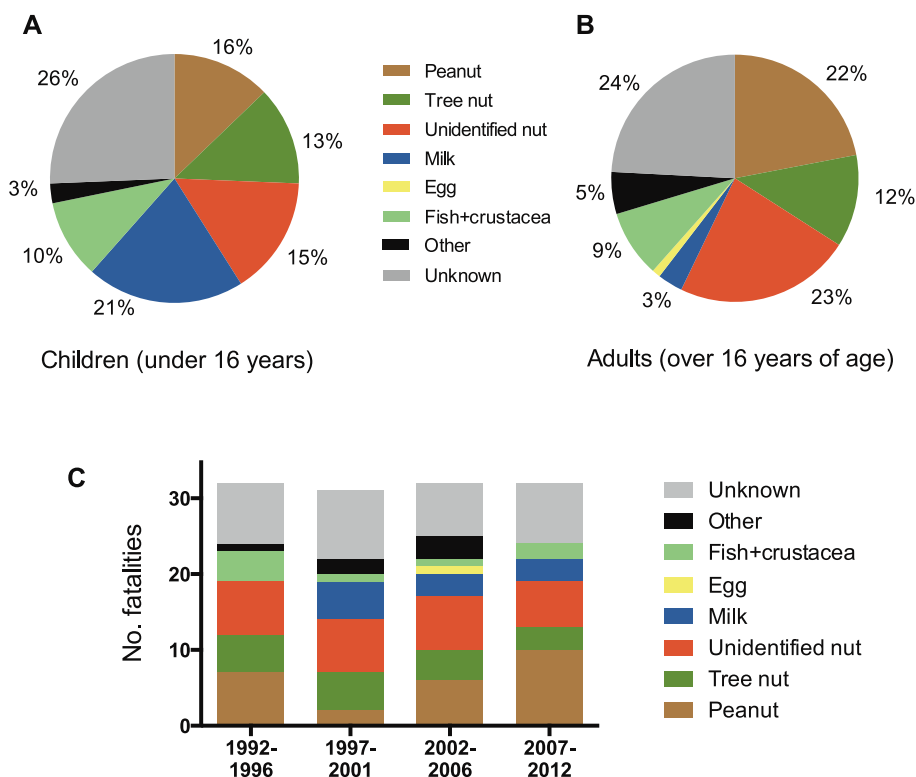 A
16%
13%
15%
21%
10%
3%
26%
Children (under 16 years)
Peanut
Tree nut
Unidentified nut
Milk
Egg
Fish+crustacea
Other
Unknown
B
22%
12%
23%
3%
9%
5%
24%
Adults (over 16 years of age)
C
No. fatalities
30
20
10
0
1992-
1996
1997-
2001
2002-
2006
2007-
2012
Unknown
Other
Fish+crustacea
Egg
Milk
Unidentified nut
Tree nut
Peanut